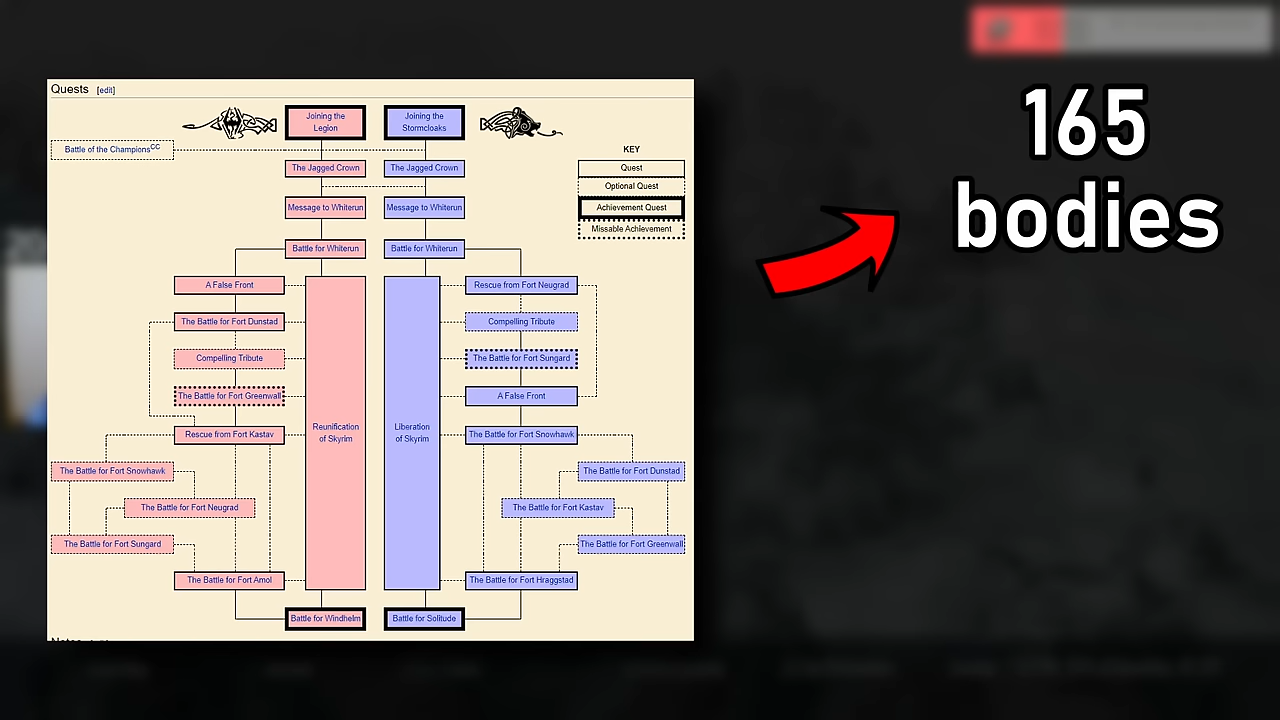 Quests [edit]
165
bodies
Joining the
Legion
Joining the
Stormcloaks
Battle of the ChampionsCC
KEY
The Jagged Crown
The Jagged Crown
Quest
Optional Quest
Message to Whiterun
Message to Whiterun
Achievement Quest
Missable Achievement
Battle for Whiterun
Battle for Whiterun
A False Front
Rescue from Fort Neugrad
The Battle for Fort Dunstad
Compelling Tribute
Compelling Tribute
The Battle for Fort Sungard
The Battle for Fort Greenwall
A False Front
Reunification
of Skyrim
Liberation
of Skyrim
Rescue from Fort Kastav
The Battle for Fort Snowhawk
The Battle for Fort Snowhawk
The Battle for Fort Dunstad
The Battle for Fort Neugrad
The Battle for Fort Kastav
The Battle for Fort Sungard
The Battle for Fort Greenwall
The Battle for Fort Amol
The Battle for Fort Hraggstad
Battle for Windhelm
Battle for Solitude